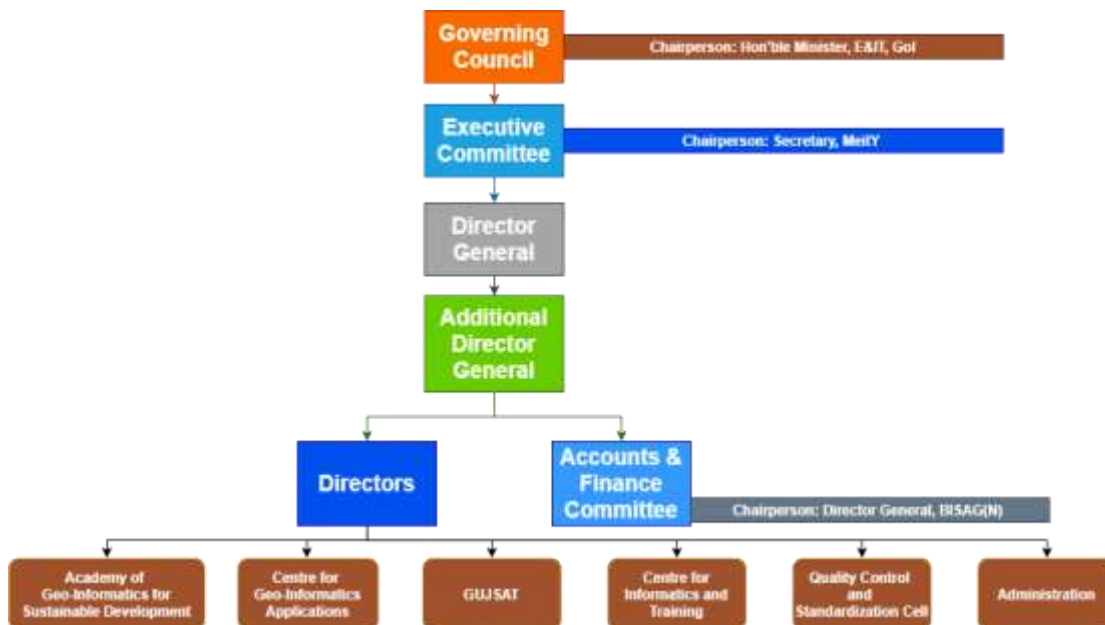 Governing
Council
Chairperson: Hon'ble Minister, E&IT, GoI
Executive
Committee
Chairperson: Secretary, MeitY
Director
General
Additional
Director
General
Directors
Accounts &
Finance
Committee
Chairperson: Director General, BISAG(N)
Academy of
Geo-Informatics for
Sustainable Development
Centre for
Geo-Informatics
Applications
GUJSAT
Centre for
Informatics and
Training
Quality Control
and
Standardization Cell
Administration